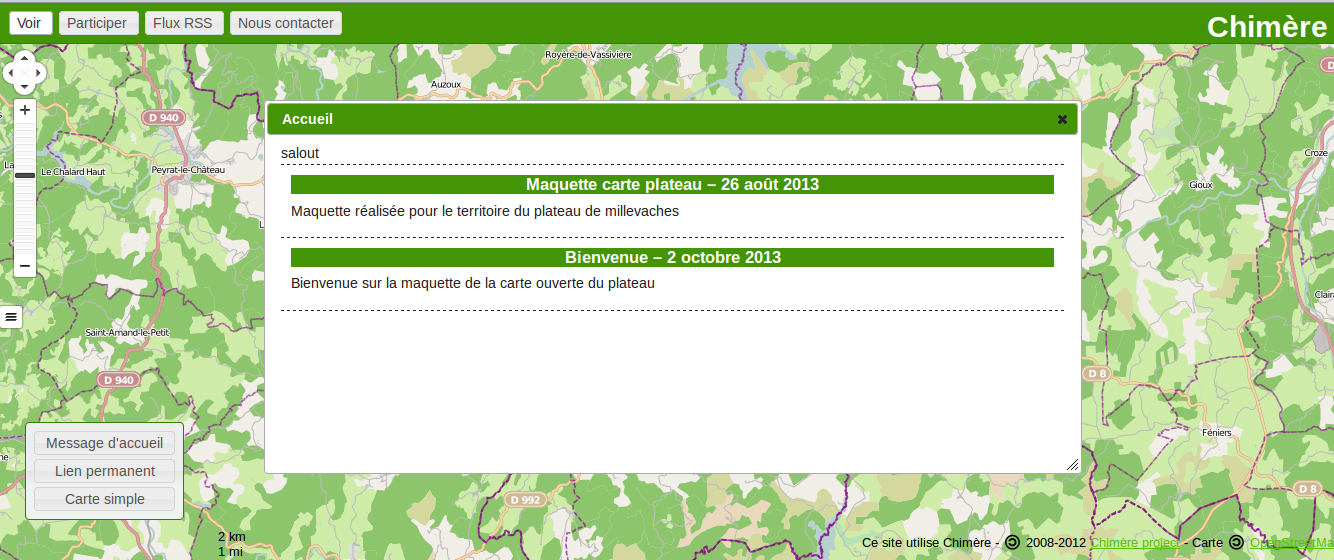 Voir Participer Flux RSS Nous contacter
Chimère
Royère-de-Vassivière
Auzoux
D 940
Le Chalard Haut
Peyrat-le-Château
Croze
Gioux
Accueil
salout
Maquette carte plateau – 26 août 2013
Maquette réalisée pour le territoire du plateau de millevaches
Bienvenue – 2 octobre 2013
Bienvenue sur la maquette de la carte ouverte du plateau
Saint-Amand-le-Petit
D 940
D 8
Féniers
Message d'accueil
Lien permanent
Carte simple
D 992
D 8
2 km
1 mi
Ce site utilise Chimère - 2008-2012 Chimère project - Carte